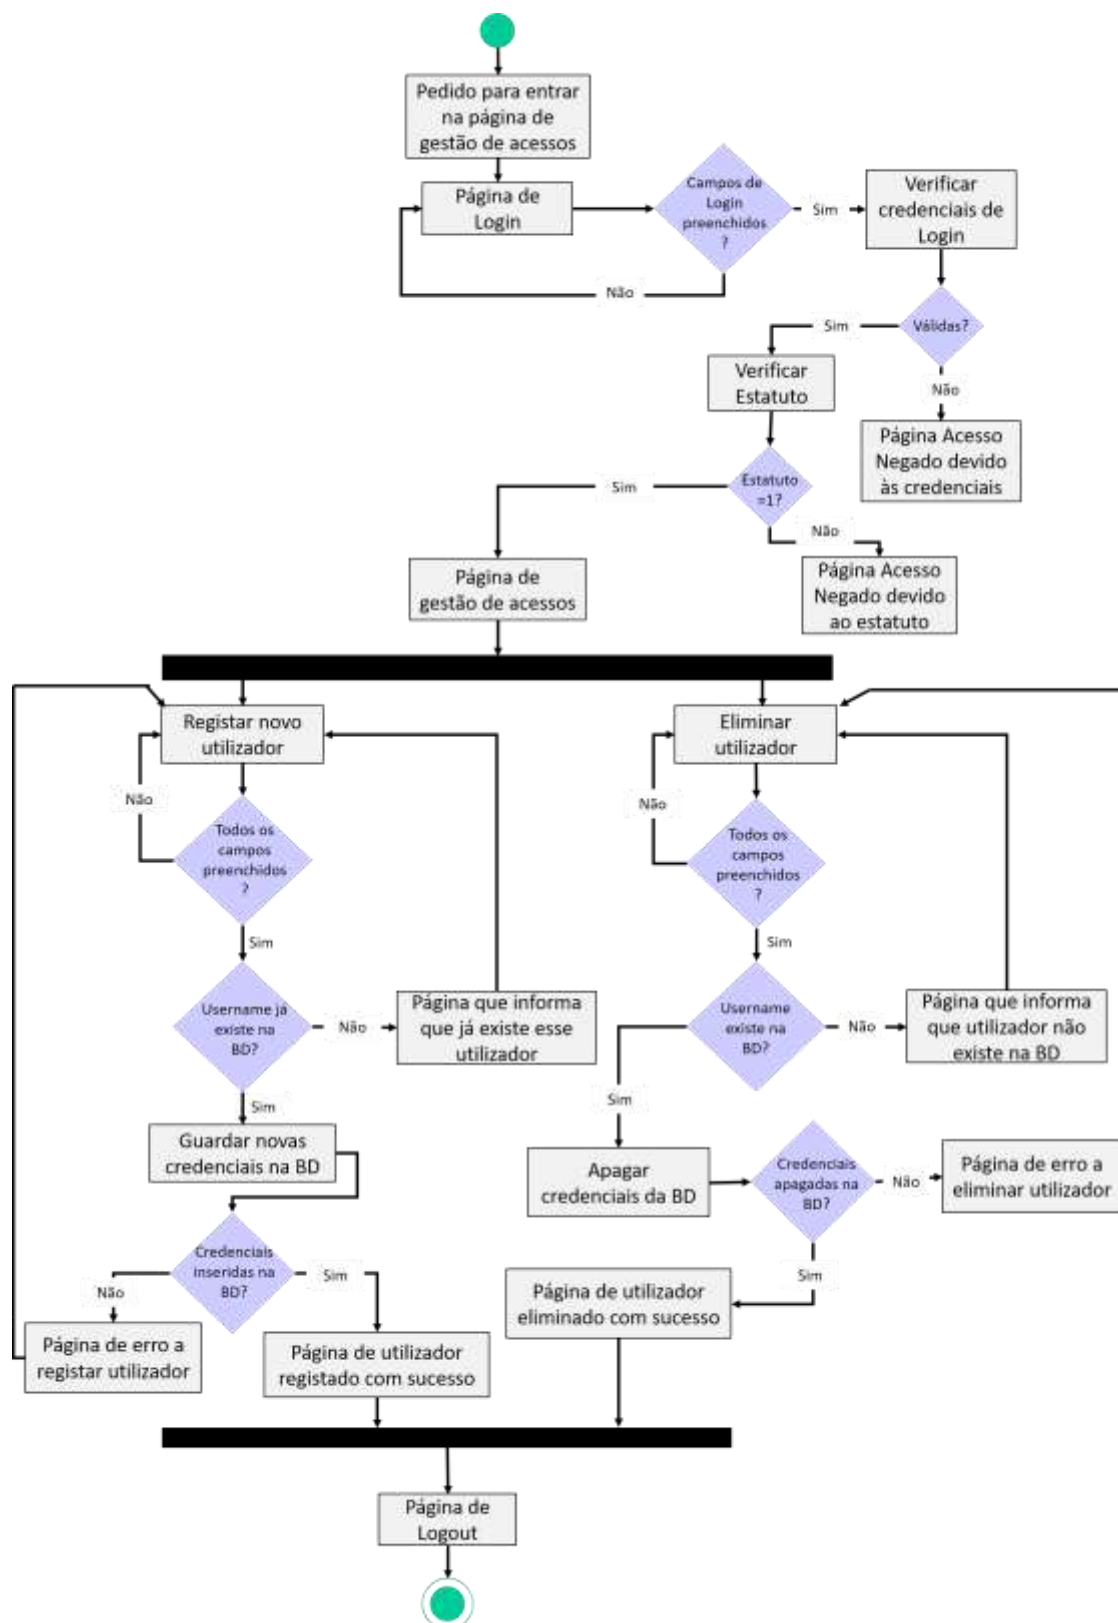 Pedido para entrar
na página de
gestão de acessos
Página de
Login
Campos de
Login
preenchidos
?
Sim
Verificar
credenciais de
Login
Não
Válidas?
Sim
Não
Verificar
Estatuto
Página Acesso
Negado devido
às credenciais
Estatuto
=1?
Sim
Não
Página Acesso
Negado devido
ao estatuto
Página de
gestão de acessos
Registar novo
utilizador
Não
Todos os
campos
preenchidos
?
Sim
Username já
existe na
BD?
Não
Página que informa
que já existe esse
utilizador
Sim
Guardar novas
credenciais na BD
Credenciais
inseridas na
BD?
Não
Sim
Página de erro a
registar utilizador
Página de utilizador
registado com sucesso
Eliminar
utilizador
Não
Todos os
campos
preenchidos
?
Sim
Username
existe na
BD?
Não
Página que informa
que utilizador não
existe na BD
Sim
Apagar
credenciais da BD
Credenciais
apagadas na
BD?
Não
Página de erro a
eliminar utilizador
Sim
Página de utilizador
eliminado com sucesso
Página de
Logout